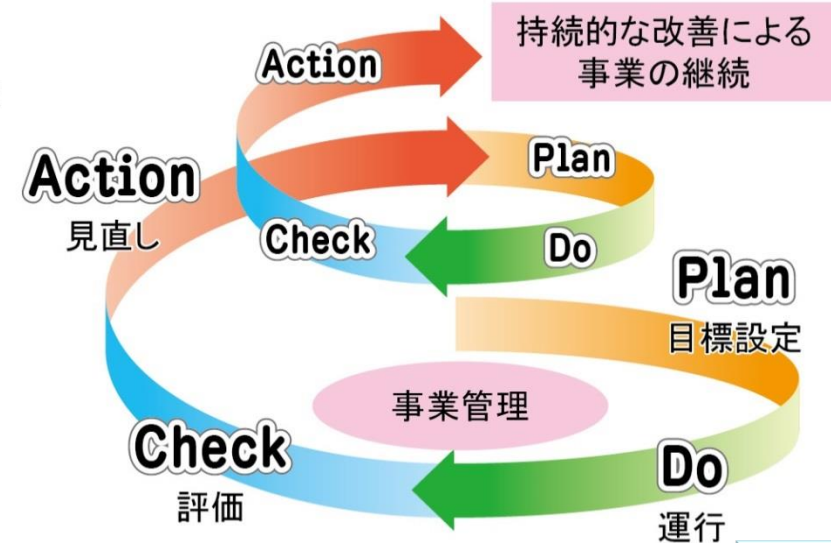 持続的な改善による
事業の継続
Action
Plan
Check
Do
Action
見直し
Plan
目標設定
事業管理
Check
評価
Do
運行